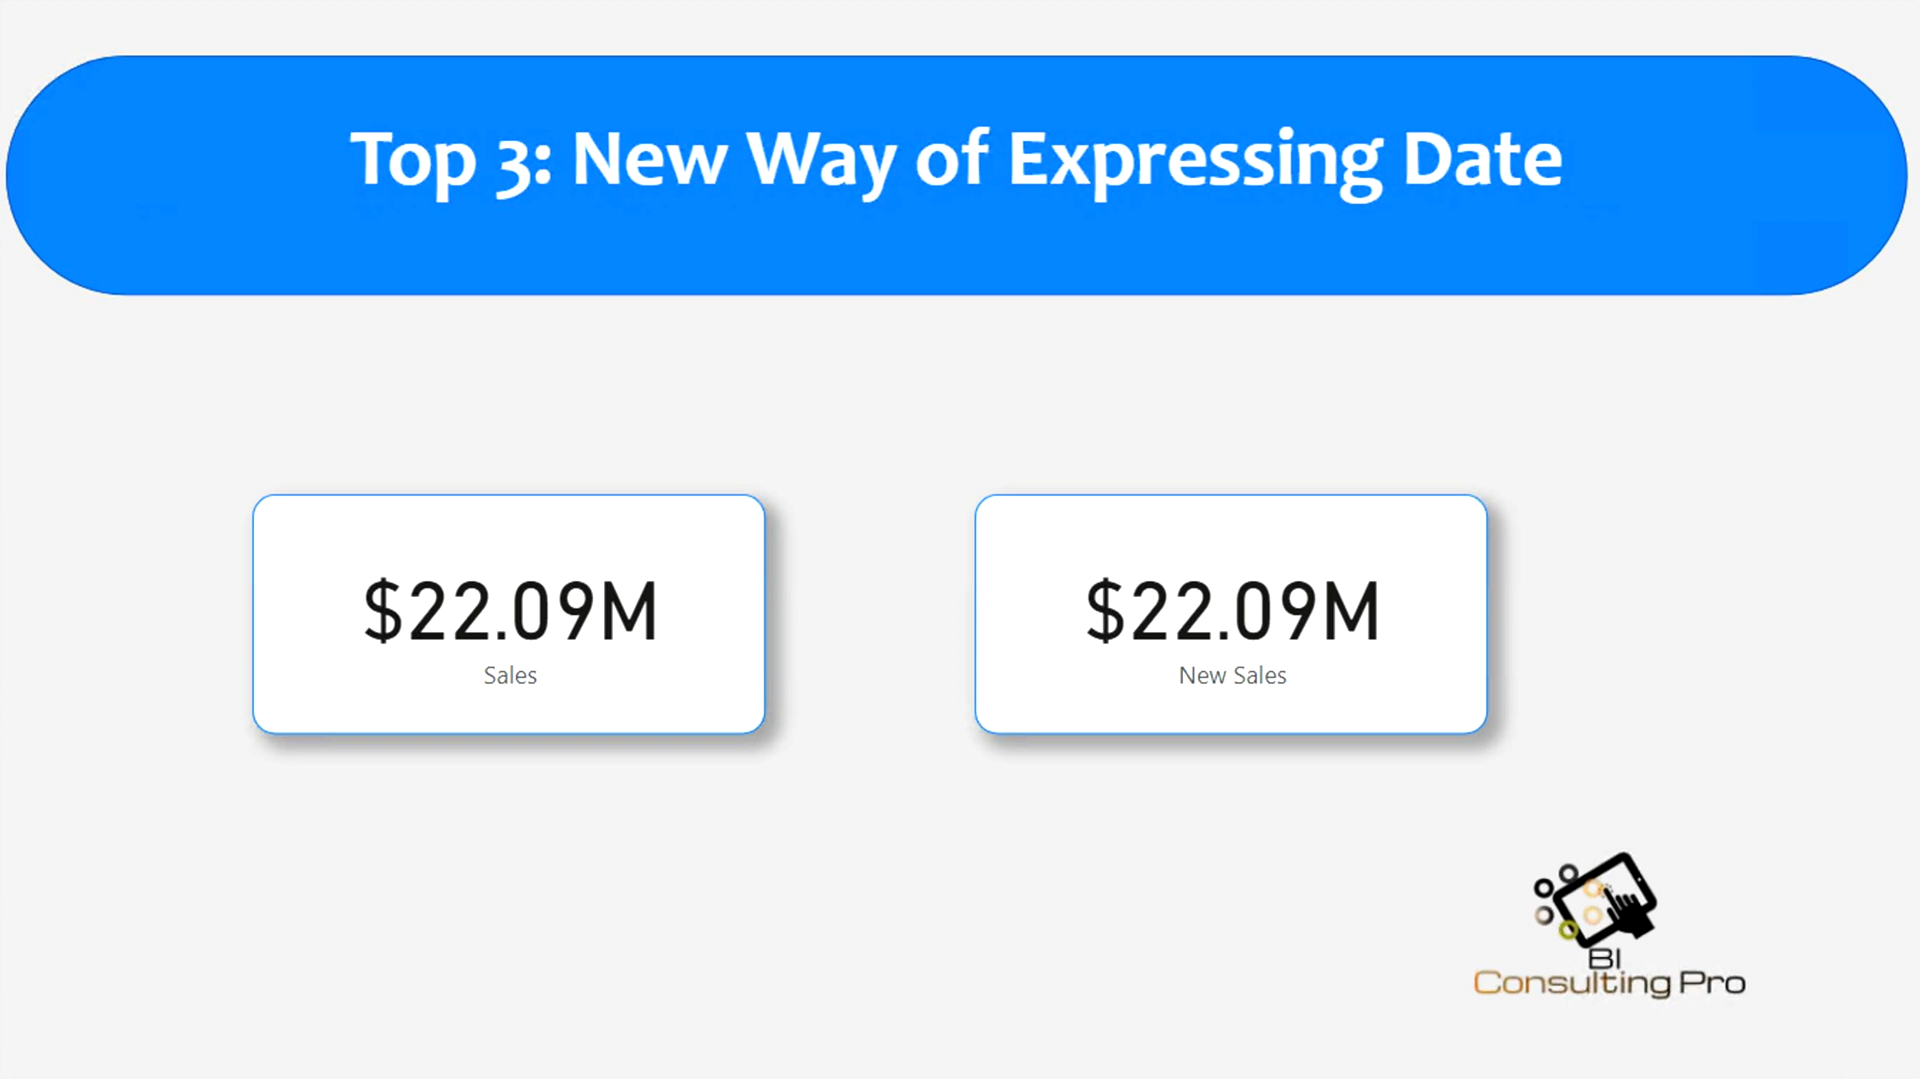 Top 3: New Way of Expressing Date
$22.09M
Sales
$22.09M
New Sales
BI
Consulting Pro